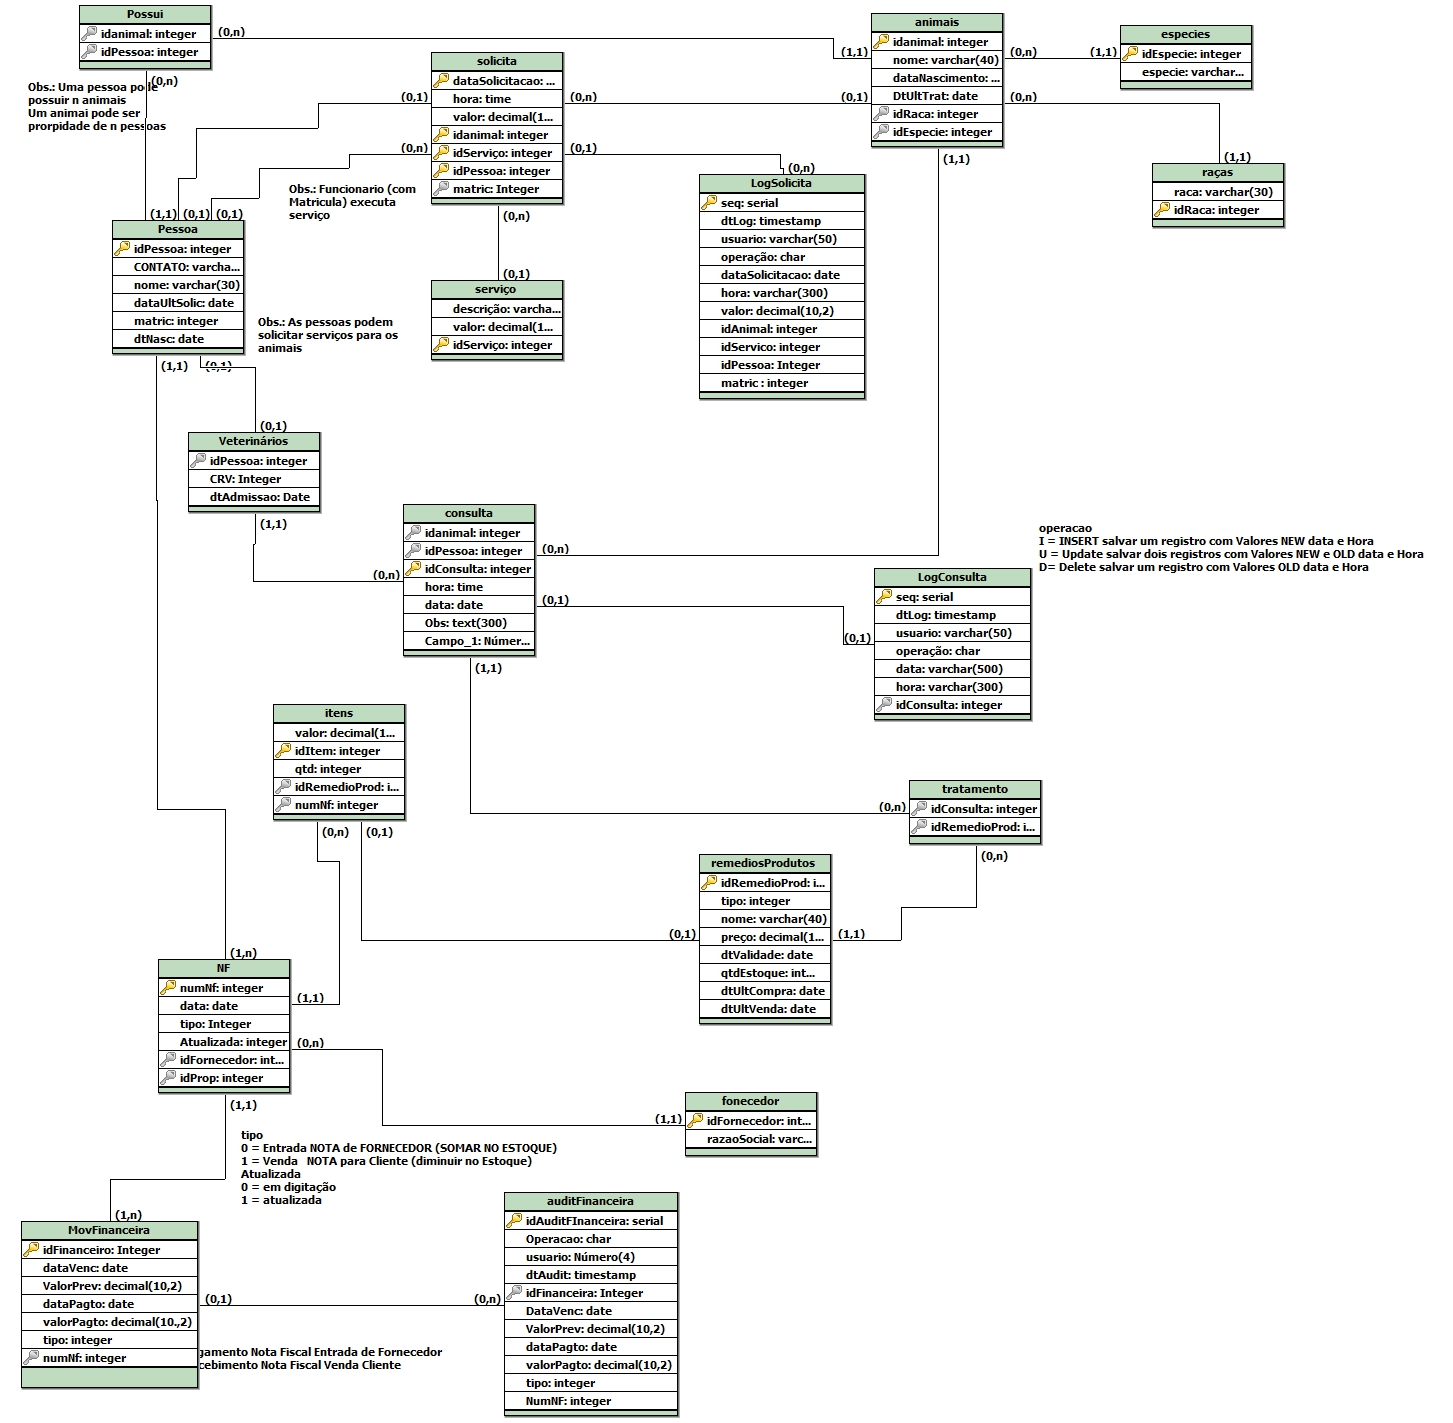 Possui
idanimal: integer
idPessoa: integer
(0,n)
(0,n)
Obs.: Uma pessoa pode
possuir n animais
Um animai pode ser
prorpidade de n pessoas
solicita
dataSolicitacao: ...
hora: time
valor: decimal(1...
idanimal: integer
idServiço: integer
idPessoa: integer
matric: Integer
(0,1)
(0,n)
(0,n)
(0,1)
(0,n)
animais
idanimal: integer
nome: varchar(40)
dataNascimento: ...
DtUltTrat: date
idRaca: integer
idEspecie: integer
(1,1)
(0,1)
(0,n)
(0,n)
(1,1)
especies
idEspecie: integer
especie: varchar...
(1,1)
(1,1)
raças
raca: varchar(30)
idRaca: integer
Obs.: Funcionario (com
Matricula) executa
serviço
(0,n)
LogSolicita
seq: serial
dtLog: timestamp
usuario: varchar(50)
operação: char
dataSolicitacao: date
hora: varchar(300)
valor: decimal(10,2)
idAnimal: integer
idServico: integer
idPessoa: Integer
matric : integer
(1,1)
(0,1)
(0,1)
Pessoa
idPessoa: integer
CONTATO: varcha...
nome: varchar(30)
dataUltSolic: date
matric: integer
dtNasc: date
(1,1)
(0,1)
(0,1)
serviço
descrição: varcha...
valor: decimal(1...
idServiço: integer
Obs.: As pessoas podem
solicitar serviços para os
animais
(0,1)
Veterinários
idPessoa: integer
CRV: Integer
dtAdmissao: Date
(1,1)
(0,n)
consulta
idanimal: integer
idPessoa: integer
idConsulta: integer
hora: time
data: date
Obs: text(300)
Campo_1: Númer...
(0,n)
(0,1)
(1,1)
operacao
I = INSERT salvar um registro com Valores NEW data e Hora
U = Update salvar dois registros com Valores NEW e OLD data e Hora
D= Delete salvar um registro com Valores OLD data e Hora
(0,1)
LogConsulta
seq: serial
dtLog: timestamp
usuario: varchar(50)
operação: char
data: varchar(500)
hora: varchar(300)
idConsulta: integer
itens
valor: decimal(1...
idItem: integer
qtd: integer
idRemedioProd: i...
numNf: integer
(0,n)
(0,1)
(0,n)
tratamento
idConsulta: integer
idRemedioProd: i...
(0,n)
remediosProdutos
idRemedioProd: i...
tipo: integer
nome: varchar(40)
preço: decimal(1...
dtValidade: date
qtdEstoque: int...
dtUltCompra: date
dtUltVenda: date
(0,1)
(1,1)
(1,n)
NF
numNf: integer
data: date
tipo: Integer
Atualizada: integer
idFornecedor: int...
idProp: integer
(1,1)
(0,n)
(1,1)
(1,1)
fonecedor
idFornecedor: int...
razaoSocial: varc...
tipo
0 = Entrada NOTA de FORNECEDOR (SOMAR NO ESTOQUE)
1 = Venda   NOTA para Cliente (diminuir no Estoque)
Atualizada
0 = em digitação
1 = atualizada
(1,n)
MovFinanceira
idFinanceiro: Integer
dataVenc: date
ValorPrev: decimal(10,2)
dataPagto: date
valorPagto: decimal(10.,2)
tipo: integer
numNf: integer
(0,1)
(0,n)
gamento Nota Fiscal Entrada de Fornecedor
cebimento Nota Fiscal Venda Cliente
auditFinanceira
idAuditFInanceira: serial
Operacao: char
usuario: Número(4)
dtAudit: timestamp
idFinanceira: Integer
DataVenc: date
ValorPrev: decimal(10,2)
dataPagto: date
valorPagto: decimal(10,2)
tipo: integer
NumNF: integer